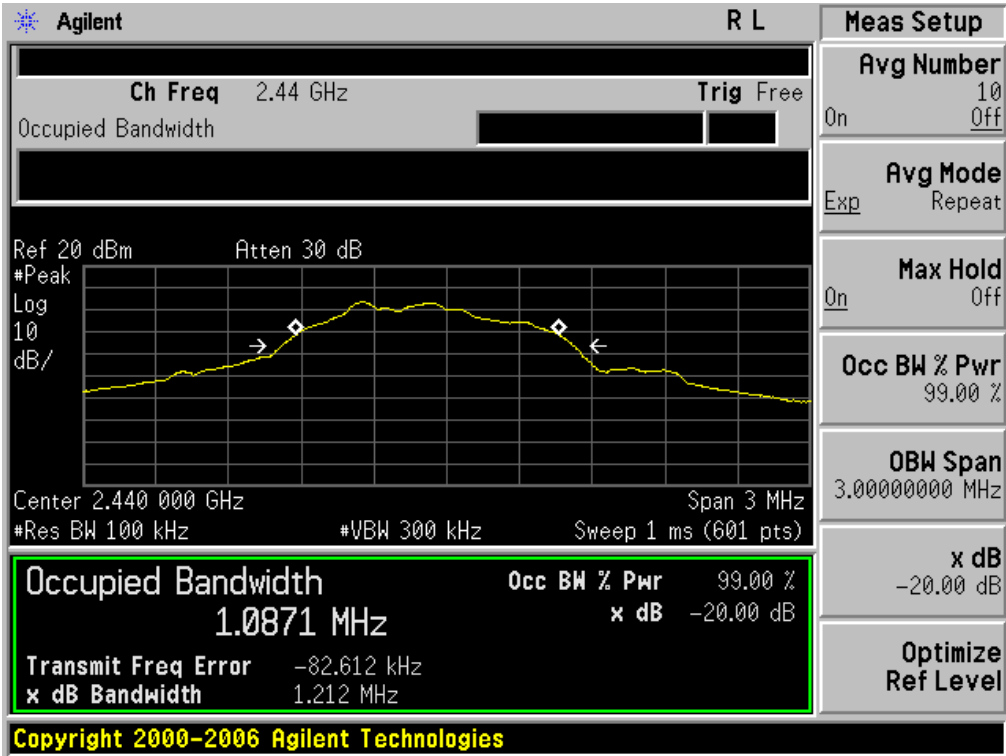 Agilent R L
Ch Freq 2.44 GHz Trig Free
Occupied Bandwidth
Ref 20 dBm Atten 30 dB
#Peak
Log
10
dB/
Center 2.440 000 GHz Span 3 MHz
#Res BW 100 kHz #VBW 300 kHz Sweep 1 ms (601 pts)
Occupied Bandwidth
1.0871 MHz
Occ BW % Pwr 99.00 %
x dB -20.00 dB
Transmit Freq Error -82.612 kHz
x dB Bandwidth 1.212 MHz
Copyright 2000-2006 Agilent Technologies
Meas Setup
Avg Number
10
On Off
Avg Mode
Exp Repeat
Max Hold
On Off
Occ BW % Pwr
99.00 %
OBW Span
3.00000000 MHz
x dB
-20.00 dB
Optimize
Ref Level